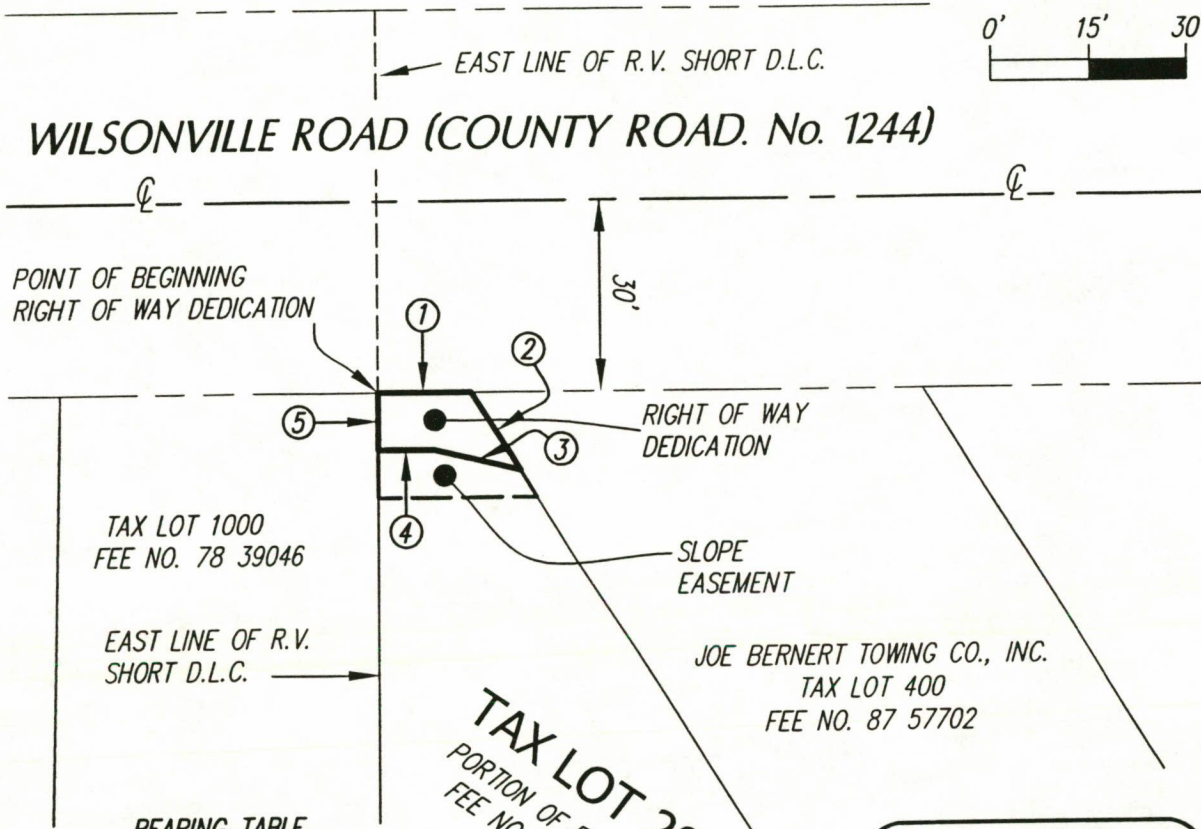 0' 15' 30
EAST LINE OF R.V. SHORT D.L.C.
WILSONVILLE ROAD (COUNTY ROAD. No. 1244)
℄ ℄
30'
POINT OF BEGINNING
RIGHT OF WAY DEDICATION
1
2
5
RIGHT OF WAY
DEDICATION
3
4
TAX LOT 1000
FEE NO. 78 39046
SLOPE
EASEMENT
EAST LINE OF R.V.
SHORT D.L.C.
JOE BERNERT TOWING CO., INC.
TAX LOT 400
FEE NO. 87 57702
TAX LOT
PORTION OF
FEE NO
BEARING TABLE